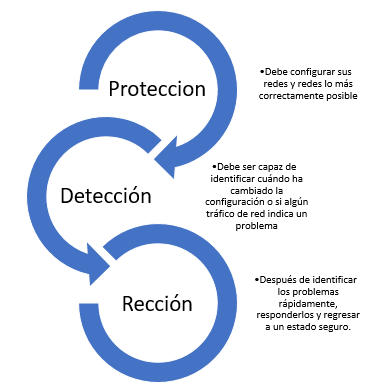 Proteccion
•Debe configurar sus
redes y redes lo más
correctamente posible
Detección
•Debe ser capaz de
identificar cuándo ha
cambiado la
configuración o si algún
tráfico de red indica un
problema
Rección
•Después de identificar
los problemas
rápidamente,
responderlos y regresar
a un estado seguro.